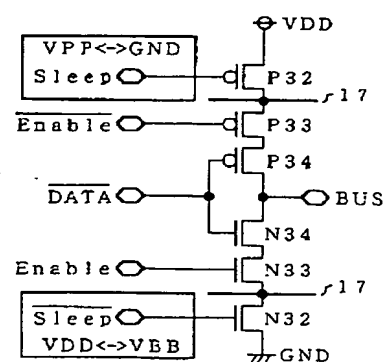 VDD
VPP<->GND
Sleep
P32
17
Enable
P33
P34
DATA
BUS
N34
Enable
N33
17
Sleep
N32
VDD<->VBB
GND